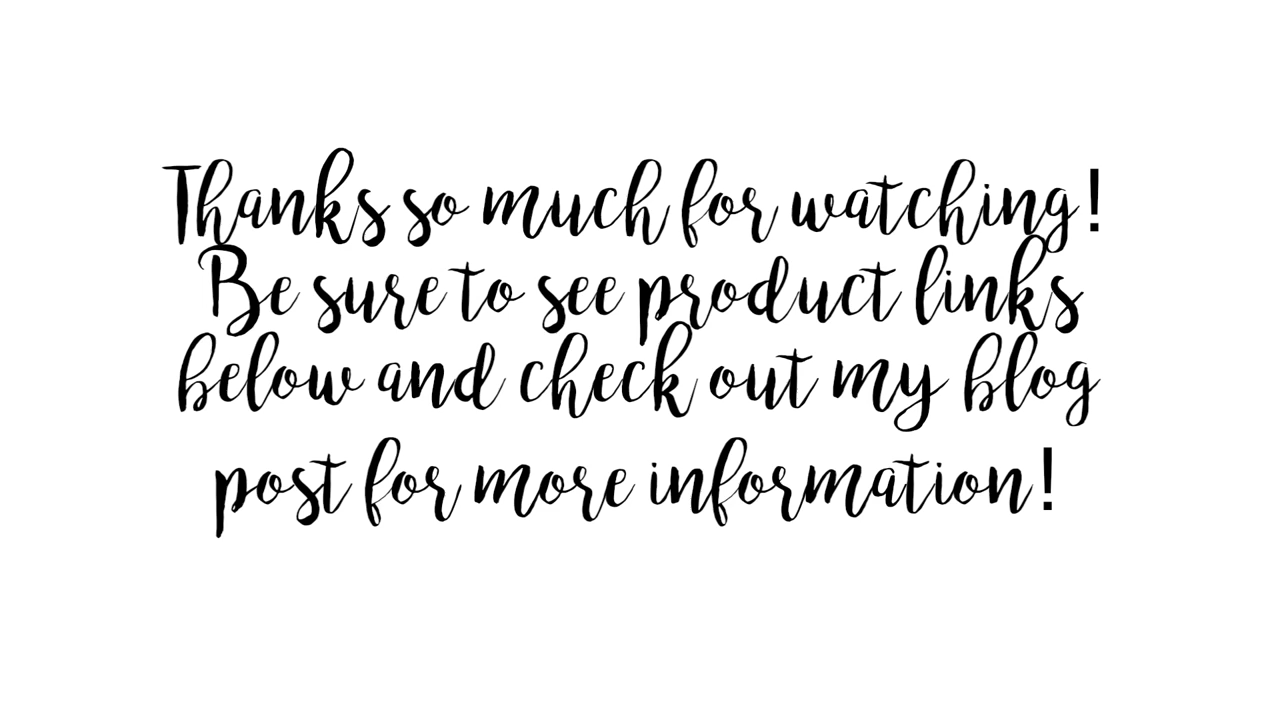 Thanks so much for watching!
Be sure to see product links
below and check out my blog
post for more information!